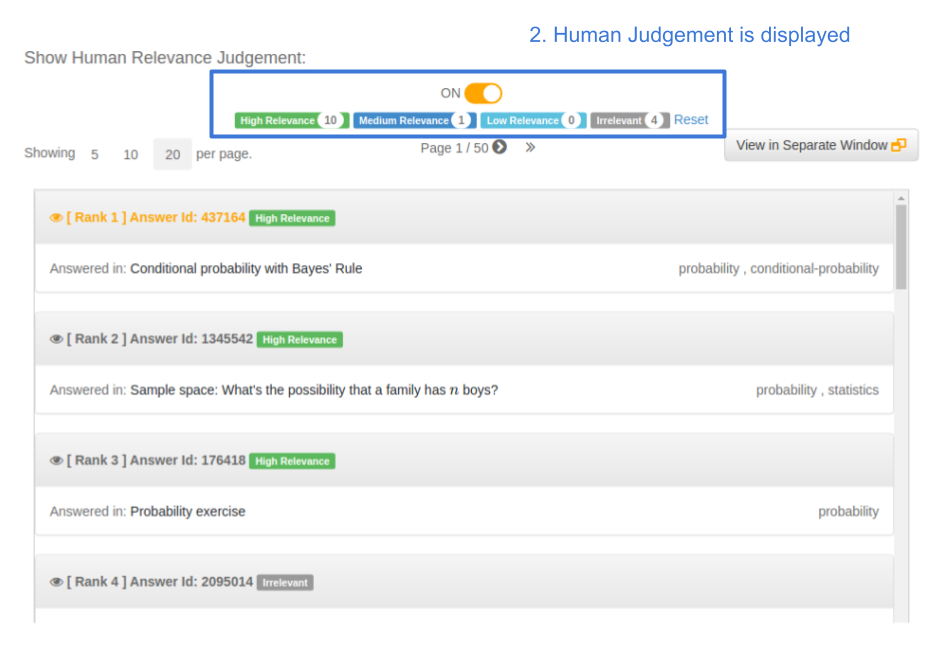 2. Human Judgement is displayed
Show Human Relevance Judgement:
ON
High Relevance 10 Medium Relevance 1 Low Relevance 0 Irrelevant 4 Reset
Showing 5 10 20 per page. Page 1 / 50 » View in Separate Window
[ Rank 1 ] Answer Id: 437164 High Relevance
Answered in: Conditional probability with Bayes' Rule probability , conditional-probability
[ Rank 2 ] Answer Id: 1345542 High Relevance
Answered in: Sample space: What's the possibility that a family has n boys? probability , statistics
[ Rank 3 ] Answer Id: 176418 High Relevance
Answered in: Probability exercise probability
[ Rank 4 ] Answer Id: 2095014 Irrelevant